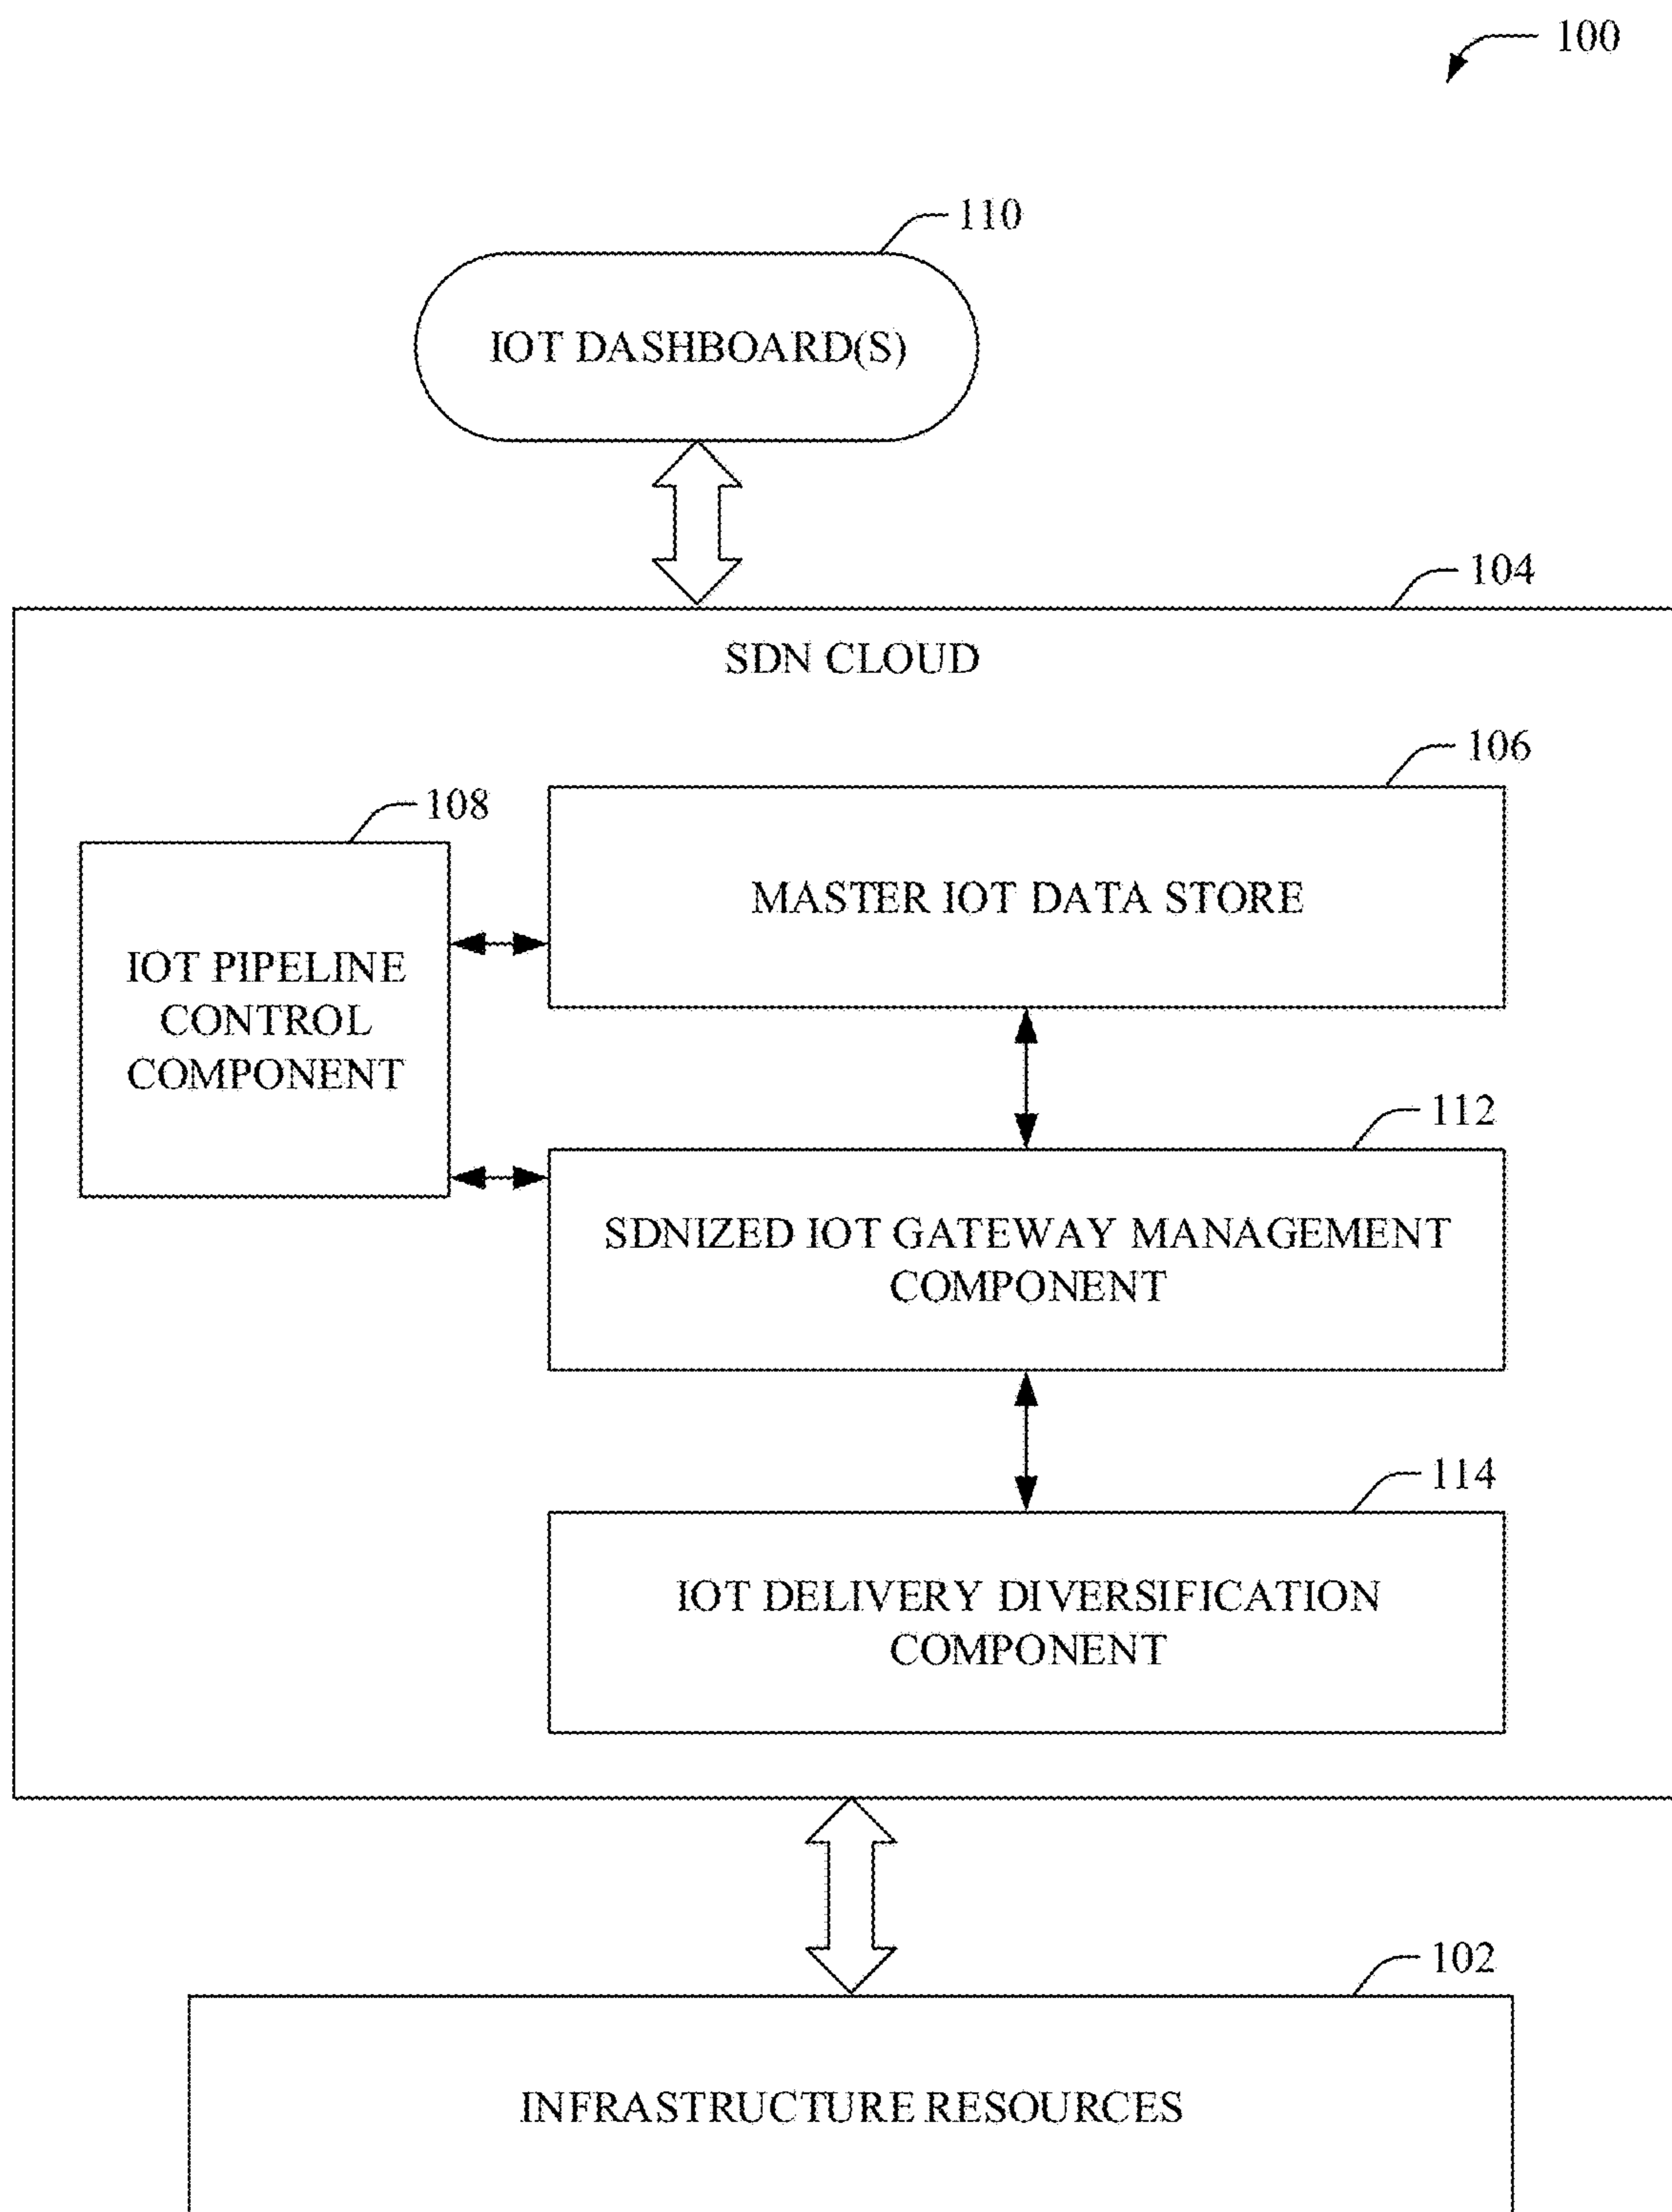 100
110
IOT DASHBOARD(S)
104
SDN CLOUD
106
108
MASTER IOT DATA STORE
IOT PIPELINE
CONTROL
COMPONENT
112
SDNIZED IOT GATEWAY MANAGEMENT
COMPONENT
114
IOT DELIVERY DIVERSIFICATION
COMPONENT
102
INFRASTRUCTURE RESOURCES